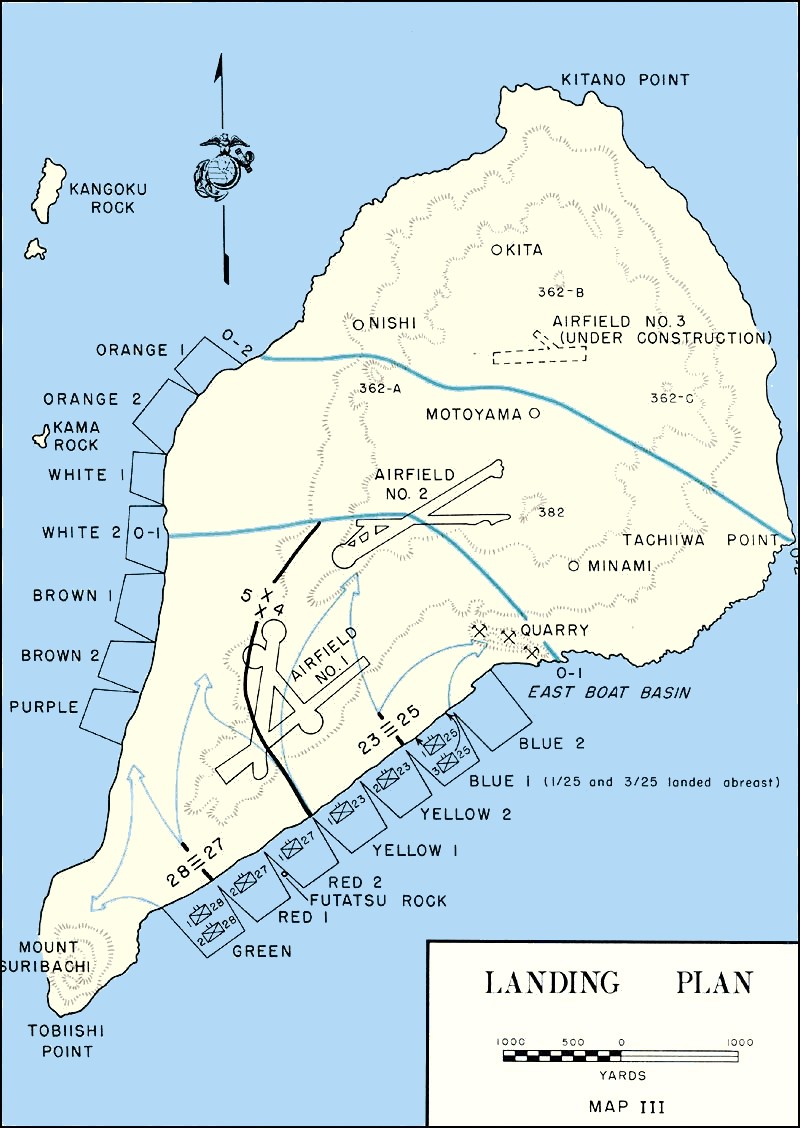 KITANO POINT
KANGOKU
ROCK
KITA
362-B
NISHI
AIRFIELD NO.3
(UNDER CONSTRUCTION)
O-2
ORANGE 1
362-A
362-C
ORANGE 2
MOTOYAMA
KAMA
ROCK
WHITE 1
AIRFIELD
NO. 2
382
WHITE 2
O-1
TACHIIWA POINT
O-2
MINAMI
BROWN 1
5
XX
4
QUARRY
AIRFIELD
NO. 1
BROWN 2
O-1
EAST BOAT BASIN
PURPLE
23 25
BLUE 2
1 25
3 25
BLUE 1 (1/25 and 3/25 landed abreast)
2 23
YELLOW 2
1 23
YELLOW 1
1 27
28 27
RED 2
2 27
FUTATSU ROCK
RED 1
1 28
2 28
GREEN
MOUNT
SURIBACHI
TOBIISHI
POINT
LANDING PLAN
1000 500 0 1000
YARDS
MAP III